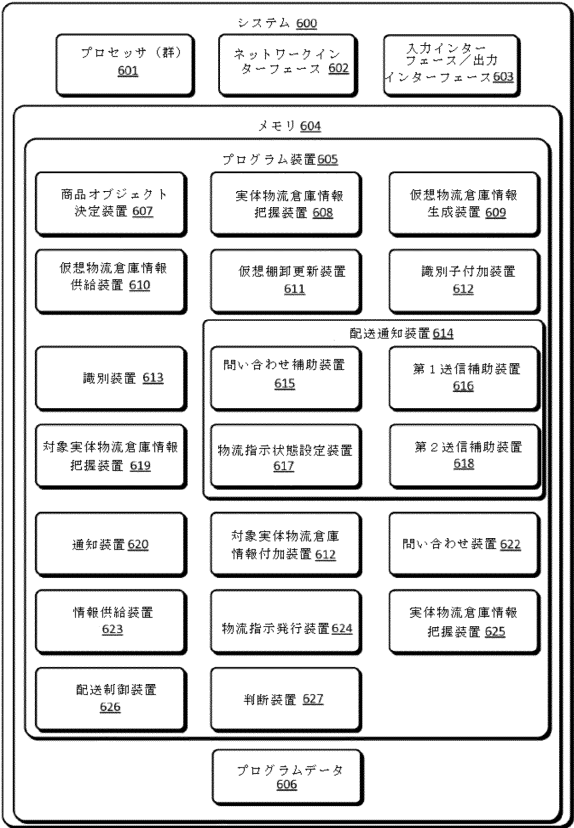 システム 600
プロセッサ（群）
601
ネットワークイン
ターフェース 602
入力インター
フェース／出力
インターフェース603
メモリ 604
プログラム装置605
商品オブジェクト
決定装置 607
実体物流倉庫情報
把握装置 608
仮想物流倉庫情報
生成装置 609
仮想物流倉庫情報
供給装置 610
仮想棚卸更新装置
611
識別子付加装置
612
配送通知装置 614
識別装置 613
問い合わせ補助装置
615
第１送信補助装置
616
対象実体物流倉庫情報
把握装置 619
物流指示状態設定装置
617
第２送信補助装置
618
通知装置 620
対象実体物流倉庫
情報付加装置 612
問い合わせ装置 622
情報供給装置
623
物流指示発行装置 624
実体物流倉庫情報
把握装置 625
配送制御装置
626
判断装置 627
プログラムデータ
606